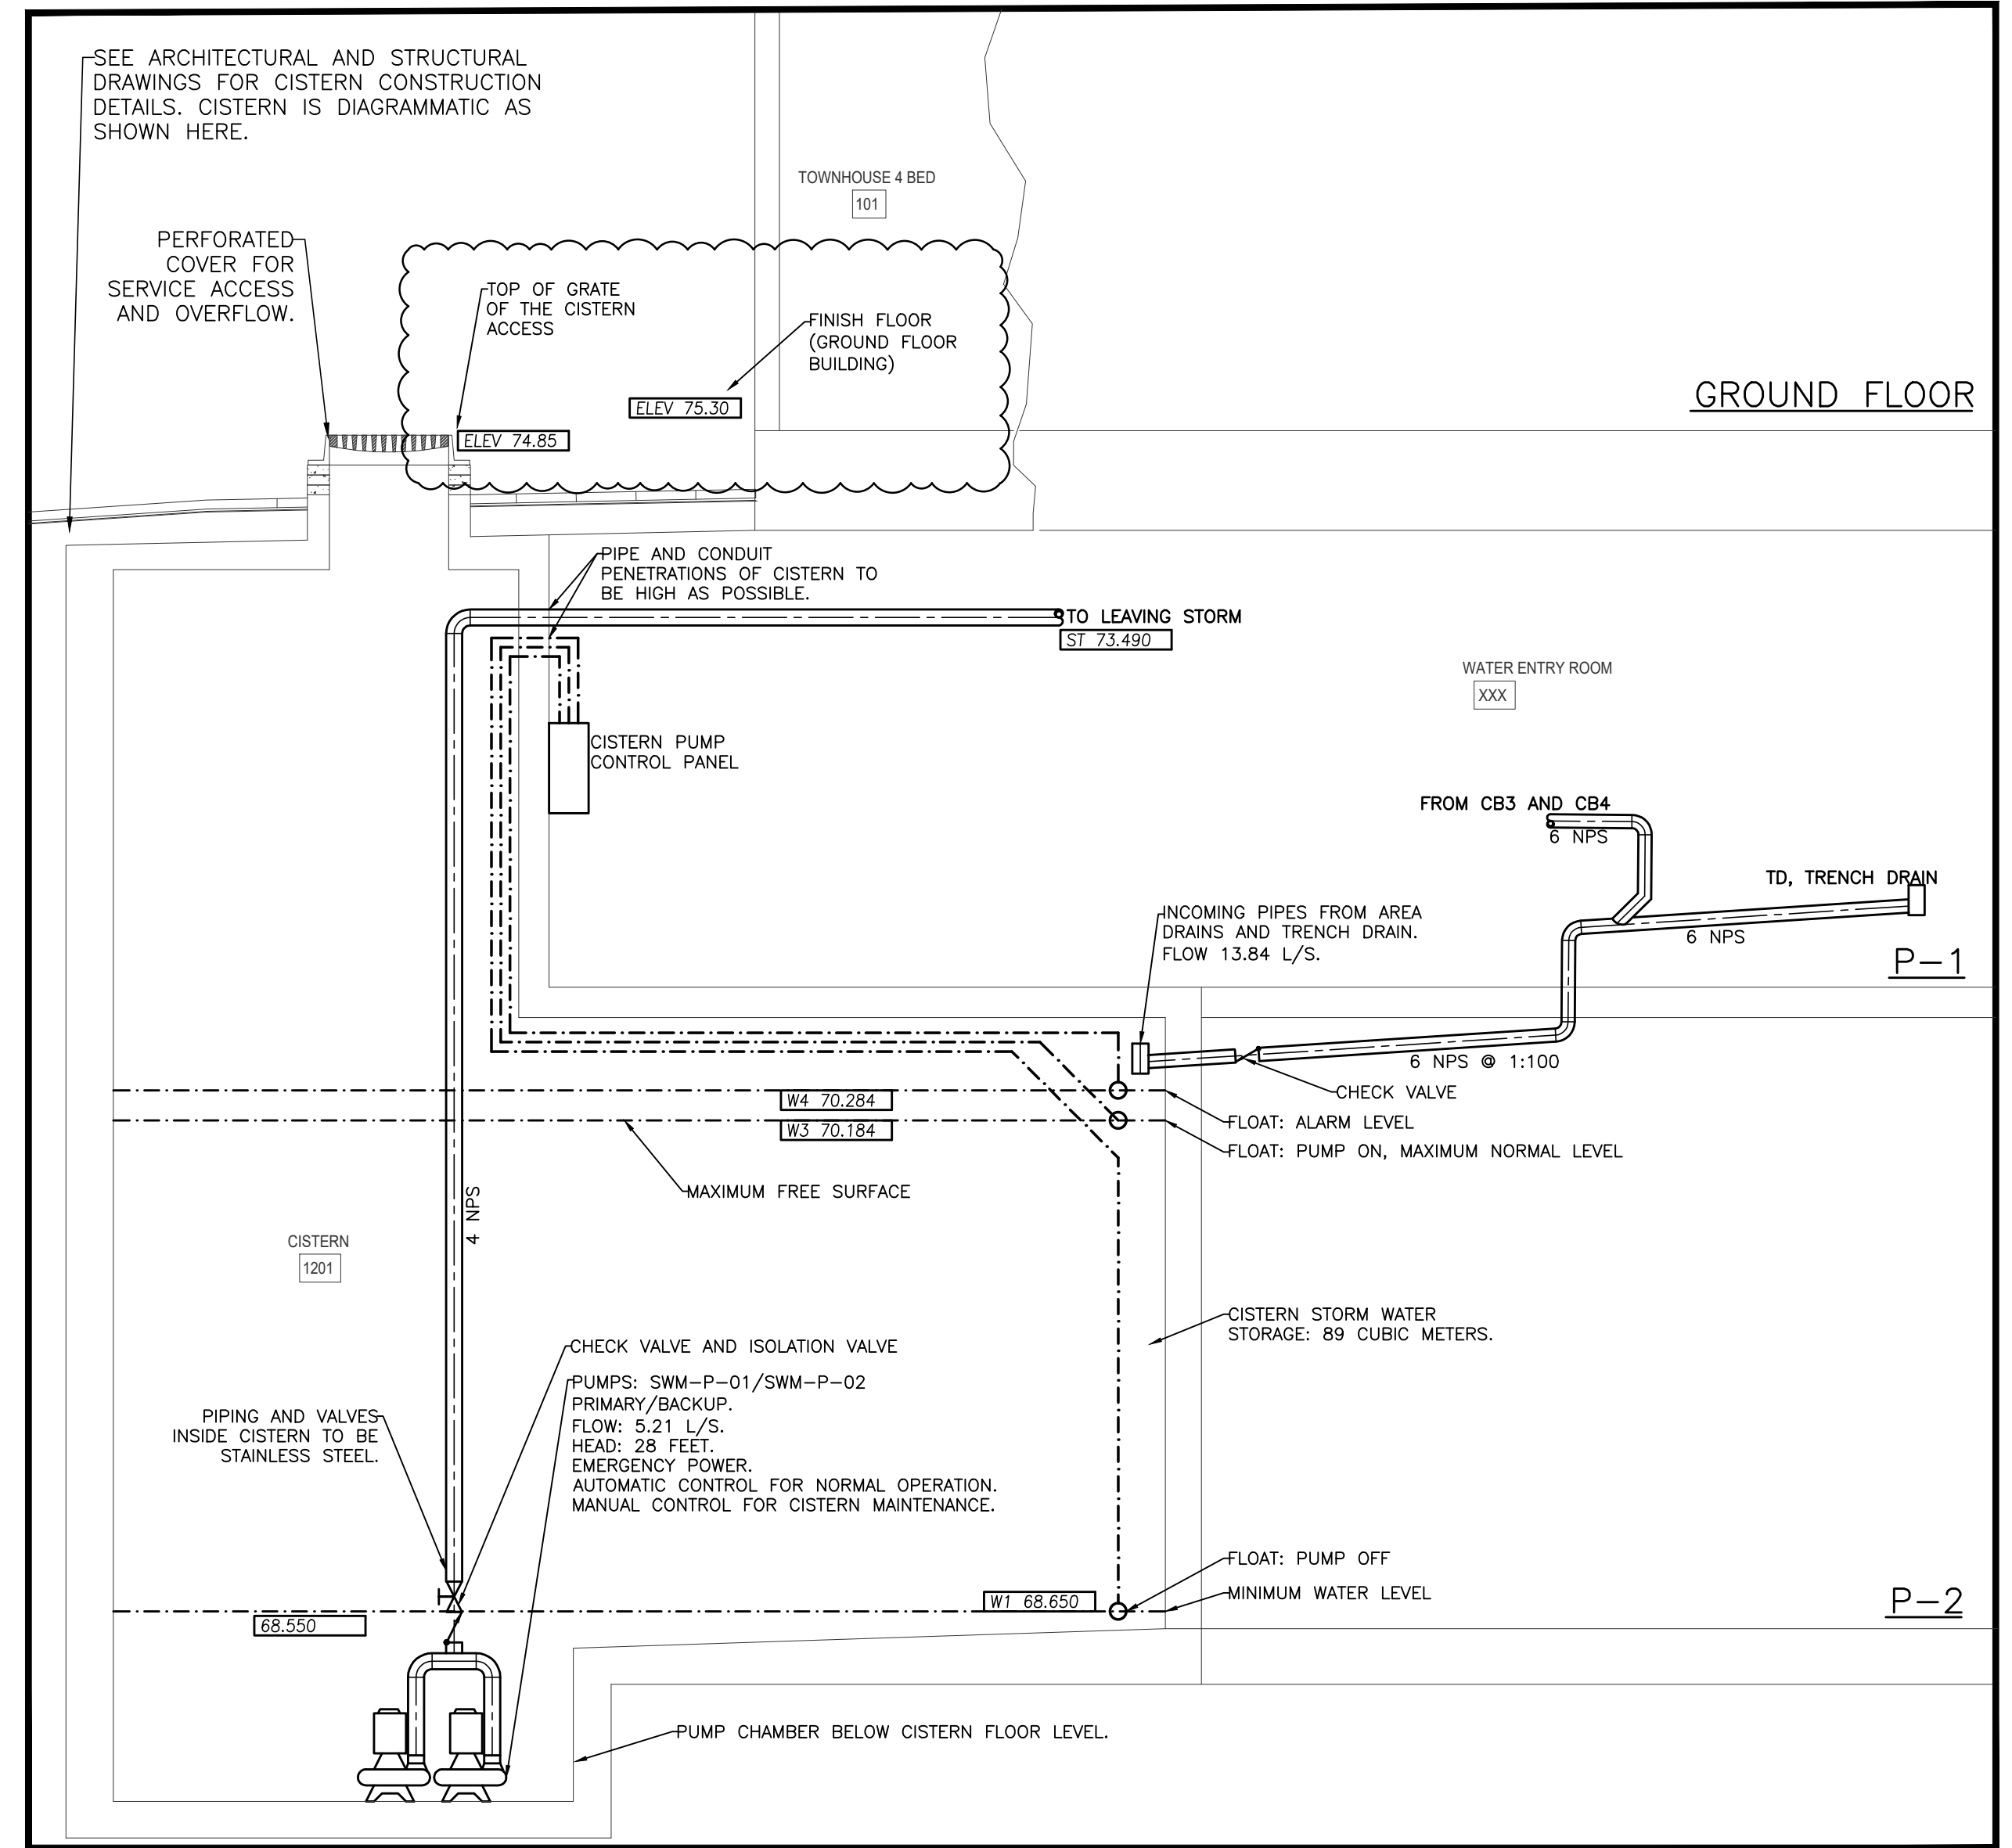 SEE ARCHITECTURAL AND STRUCTURAL
DRAWINGS FOR CISTERN CONSTRUCTION
DETAILS. CISTERN IS DIAGRAMMATIC AS
SHOWN HERE.
TOWNHOUSE 4 BED
101
PERFORATED
COVER FOR
SERVICE ACCESS
AND OVERFLOW.
TOP OF GRATE
OF THE CISTERN
ACCESS
FINISH FLOOR
(GROUND FLOOR
BUILDING)
ELEV 75.30
ELEV 74.85
GROUND FLOOR
PIPE AND CONDUIT
PENETRATIONS OF CISTERN TO
BE HIGH AS POSSIBLE.
TO LEAVING STORM
ST 73.490
WATER ENTRY ROOM
XXX
CISTERN PUMP
CONTROL PANEL
FROM CB3 AND CB4
6 NPS
TD, TRENCH DRAIN
6 NPS
INCOMING PIPES FROM AREA
DRAINS AND TRENCH DRAIN.
FLOW 13.84 L/S.
P-1
6 NPS @ 1:100
CHECK VALVE
W4 70.284
FLOAT: ALARM LEVEL
W3 70.184
FLOAT: PUMP ON, MAXIMUM NORMAL LEVEL
MAXIMUM FREE SURFACE
4 NPS
CISTERN
1201
CISTERN STORM WATER
STORAGE: 89 CUBIC METERS.
CHECK VALVE AND ISOLATION VALVE
PUMPS: SWM-P-01/SWM-P-02
PRIMARY/BACKUP.
FLOW: 5.21 L/S.
HEAD: 28 FEET.
EMERGENCY POWER.
AUTOMATIC CONTROL FOR NORMAL OPERATION.
MANUAL CONTROL FOR CISTERN MAINTENANCE.
PIPING AND VALVES
INSIDE CISTERN TO BE
STAINLESS STEEL.
FLOAT: PUMP OFF
MINIMUM WATER LEVEL
W1 68.650
68.550
P-2
PUMP CHAMBER BELOW CISTERN FLOOR LEVEL.